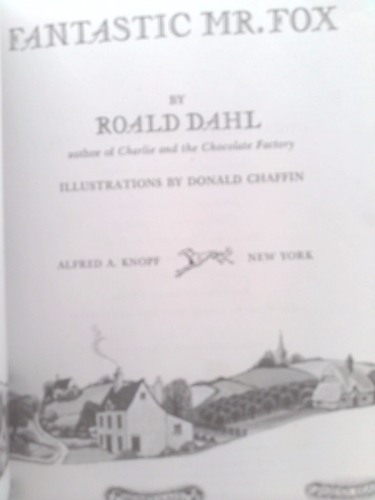 FANTASTIC MR. FOX
BY
ROALD DAHL
author of Charlie and the Chocolate Factory
ILLUSTRATIONS BY DONALD CHAFFIN
ALFRED A. KNOPF NEW YORK